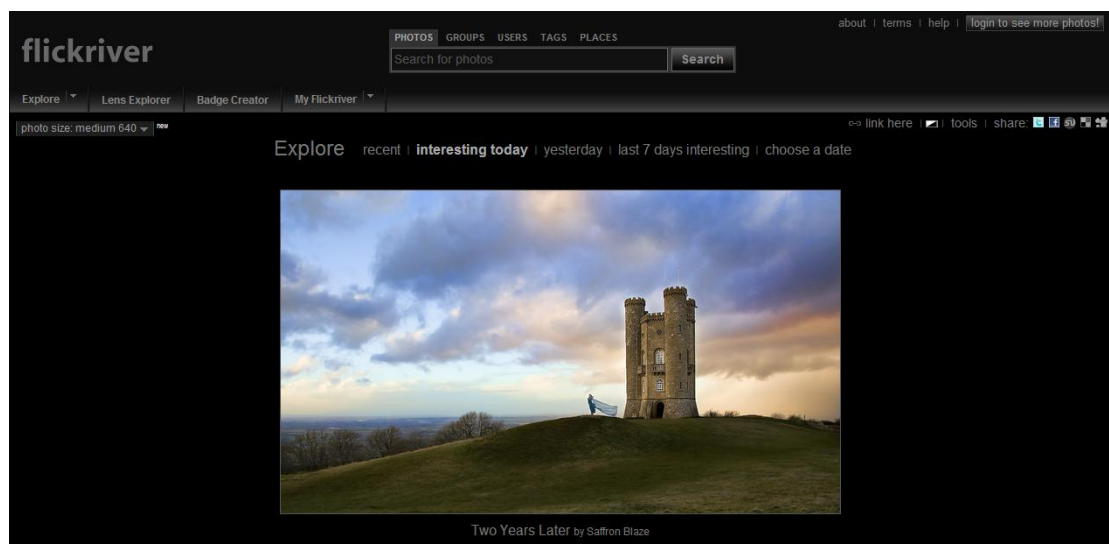 about | terms | help | login to see more photos!
flickriver
PHOTOS GROUPS USERS TAGS PLACES
Search for photos Search
Explore Lens Explorer Badge Creator My Flickriver
photo size: medium 640 new
link here | tools | share:
Explore recent | interesting today | yesterday | last 7 days interesting | choose a date
Two Years Later by Saffron Blaze